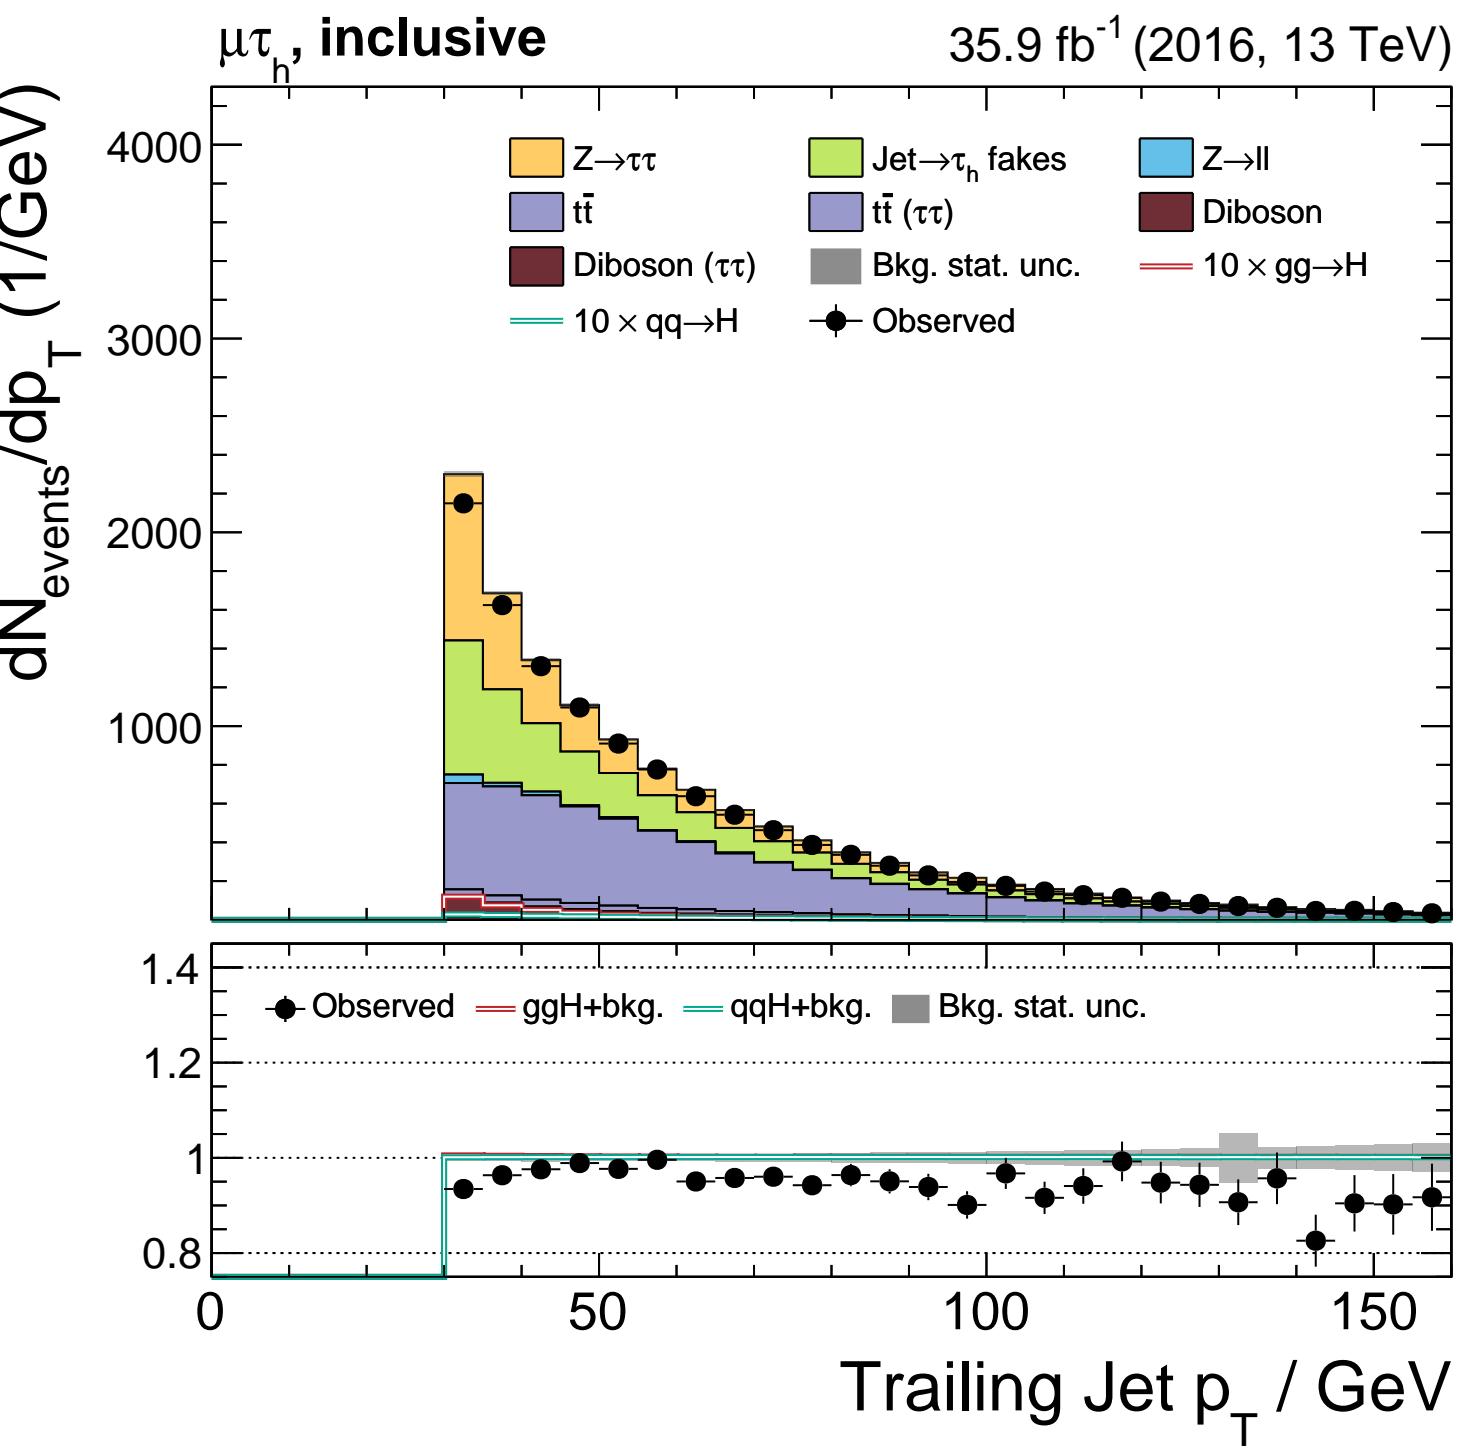 μτh, inclusive
35.9 fb-1 (2016, 13 TeV)
dNevents/dpT (1/GeV)
4000
3000
2000
1000
Z→ττ
Jet→τh fakes
Z→ll
tt̄
tt̄ (ττ)
Diboson
Diboson (ττ)
Bkg. stat. unc.
10 × gg→H
10 × qq→H
Observed
1.4
1.2
1
0.8
Observed
ggH+bkg.
qqH+bkg.
Bkg. stat. unc.
0
50
100
150
Trailing Jet pT / GeV